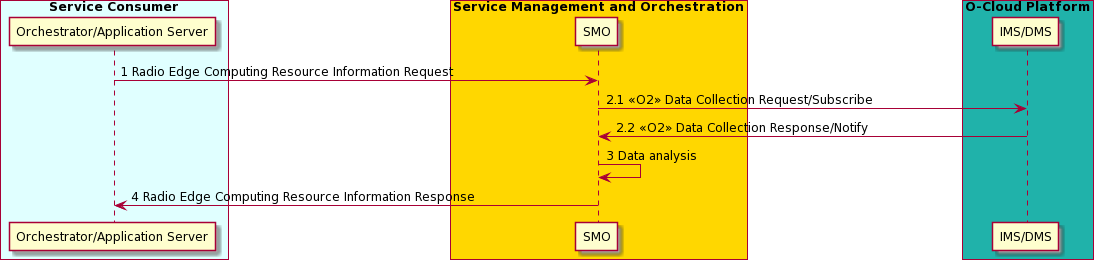 Service Consumer
Service Management and Orchestration
O-Cloud Platform
Orchestrator/Application Server
SMO
IMS/DMS
1 Radio Edge Computing Resource Information Request
2.1 «O2» Data Collection Request/Subscribe
2.2 «O2» Data Collection Response/Notify
3 Data analysis
4 Radio Edge Computing Resource Information Response
Orchestrator/Application Server
SMO
IMS/DMS